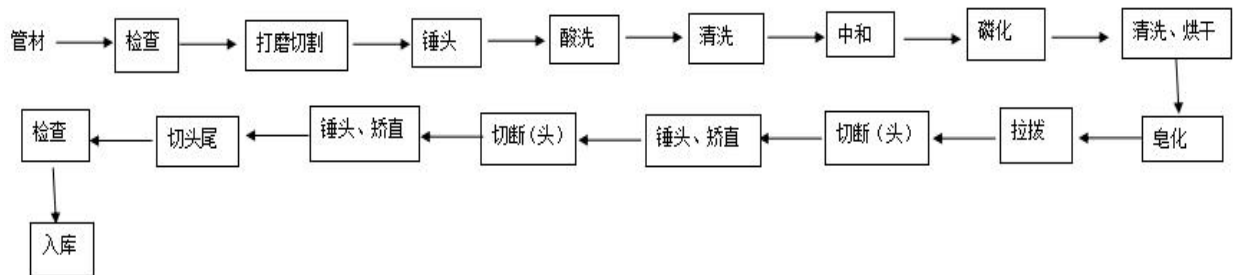 管材
检查
打磨切割
锤头
酸洗
清洗
中和
磷化
清洗、烘干
皂化
拉拨
切断（头）
锤头、矫直
切断（头）
锤头、矫直
切头尾
检查
入库